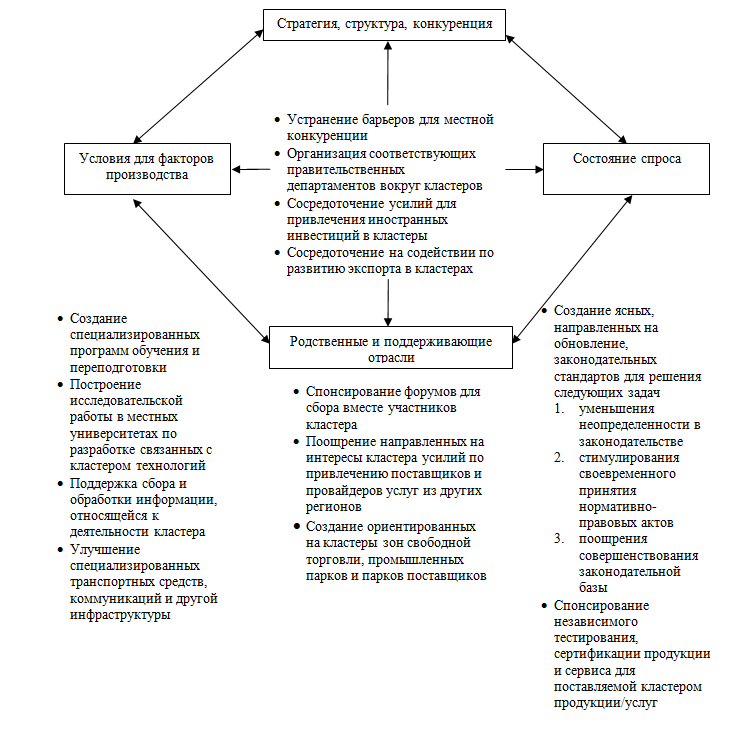 Стратегия, структура, конкуренция
• Устранение барьеров для местной
конкуренции
• Организация соответствующих
правительственных
департаментов вокруг кластеров
• Сосредоточение усилий для
привлечения иностранных
инвестиций в кластеры
• Сосредоточение на содействии по
развитию экспорта в кластерах
Условия для факторов
производства
Состояние спроса
• Создание
специализированных
программ обучения и
переподготовки
• Построение
исследовательской
работы в местных
университетах по
разработке связанных с
кластером технологий
• Поддержка сбора и
обработки информации,
относящейся к
деятельности кластера
• Улучшение
специализированных
транспортных средств,
коммуникаций и другой
инфраструктуры
Родственные и поддерживающие
отрасли
• Спонсирование форумов для
сбора вместе участников
кластера
• Поощрение направленных на
интересы кластера усилий по
привлечению поставщиков и
провайдеров услуг из других
регионов
• Создание ориентированных
на кластеры зон свободной
торговли, промышленных
парков и парков поставщиков
• Создание ясных,
направленных на
обновление,
законодательных
стандартов для решения
следующих задач
1. уменьшения
неопределенности в
законодательстве
2. стимулирования
своевременного
принятия
нормативно-
правовых актов
3. поощрения
совершенствования
законодательной
базы
• Спонсирование
независимого
тестирования,
сертификации продукции
и сервиса для
поставляемой кластером
продукции/услуг